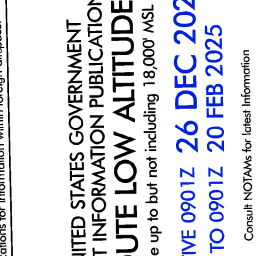 ations for information within foreign airspace.
ITED STATES GOVERNMENT
T INFORMATION PUBLICATION
UTE LOW ALTITUDE
e up to but not including 18,000' MSL
IVE 0901Z 26 DEC 202
TO 0901Z 20 FEB 2025
Consult NOTAMs for latest Information